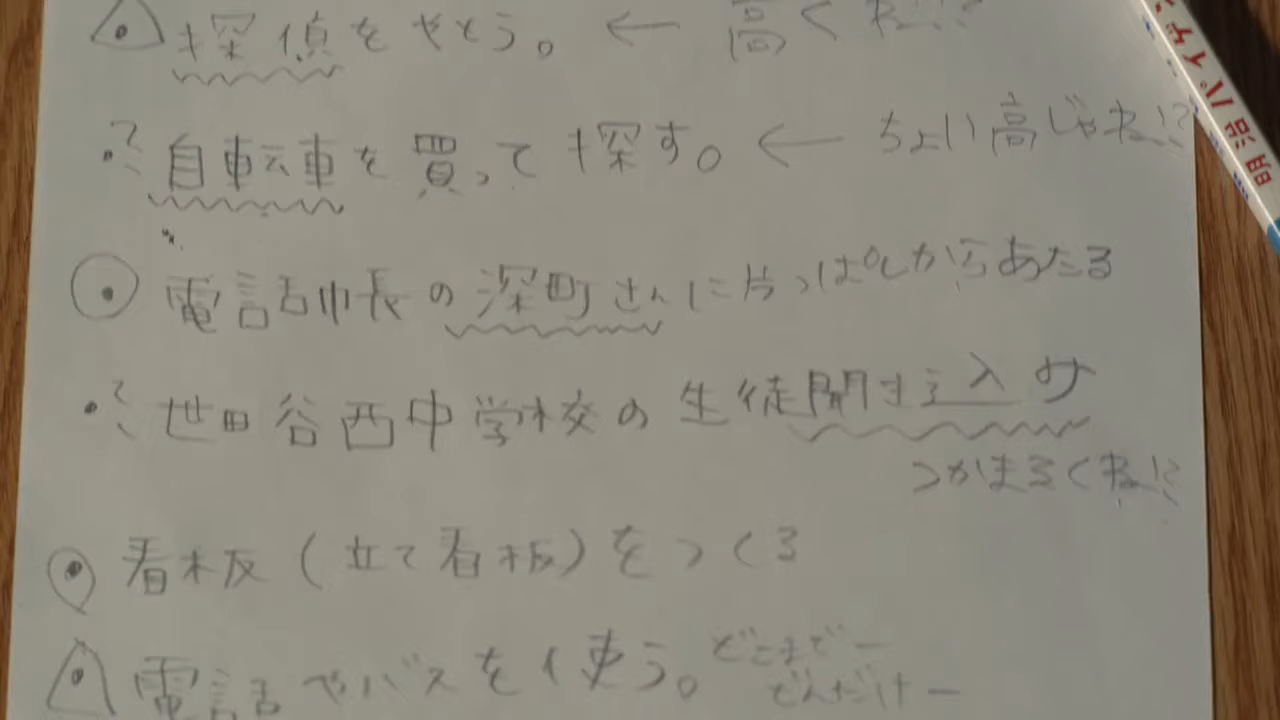 探偵をやとう。 ← 高くね!?
自転車を買って探す。 ← ちょい高じゃね!?
電話帳の深町さんに片っぱしからあたる
世田谷西中学校の生徒聞き込み
つかまるくね!?
看板(立て看板)をつくる
電話やバスを使う。 どこまでー
どんだけー